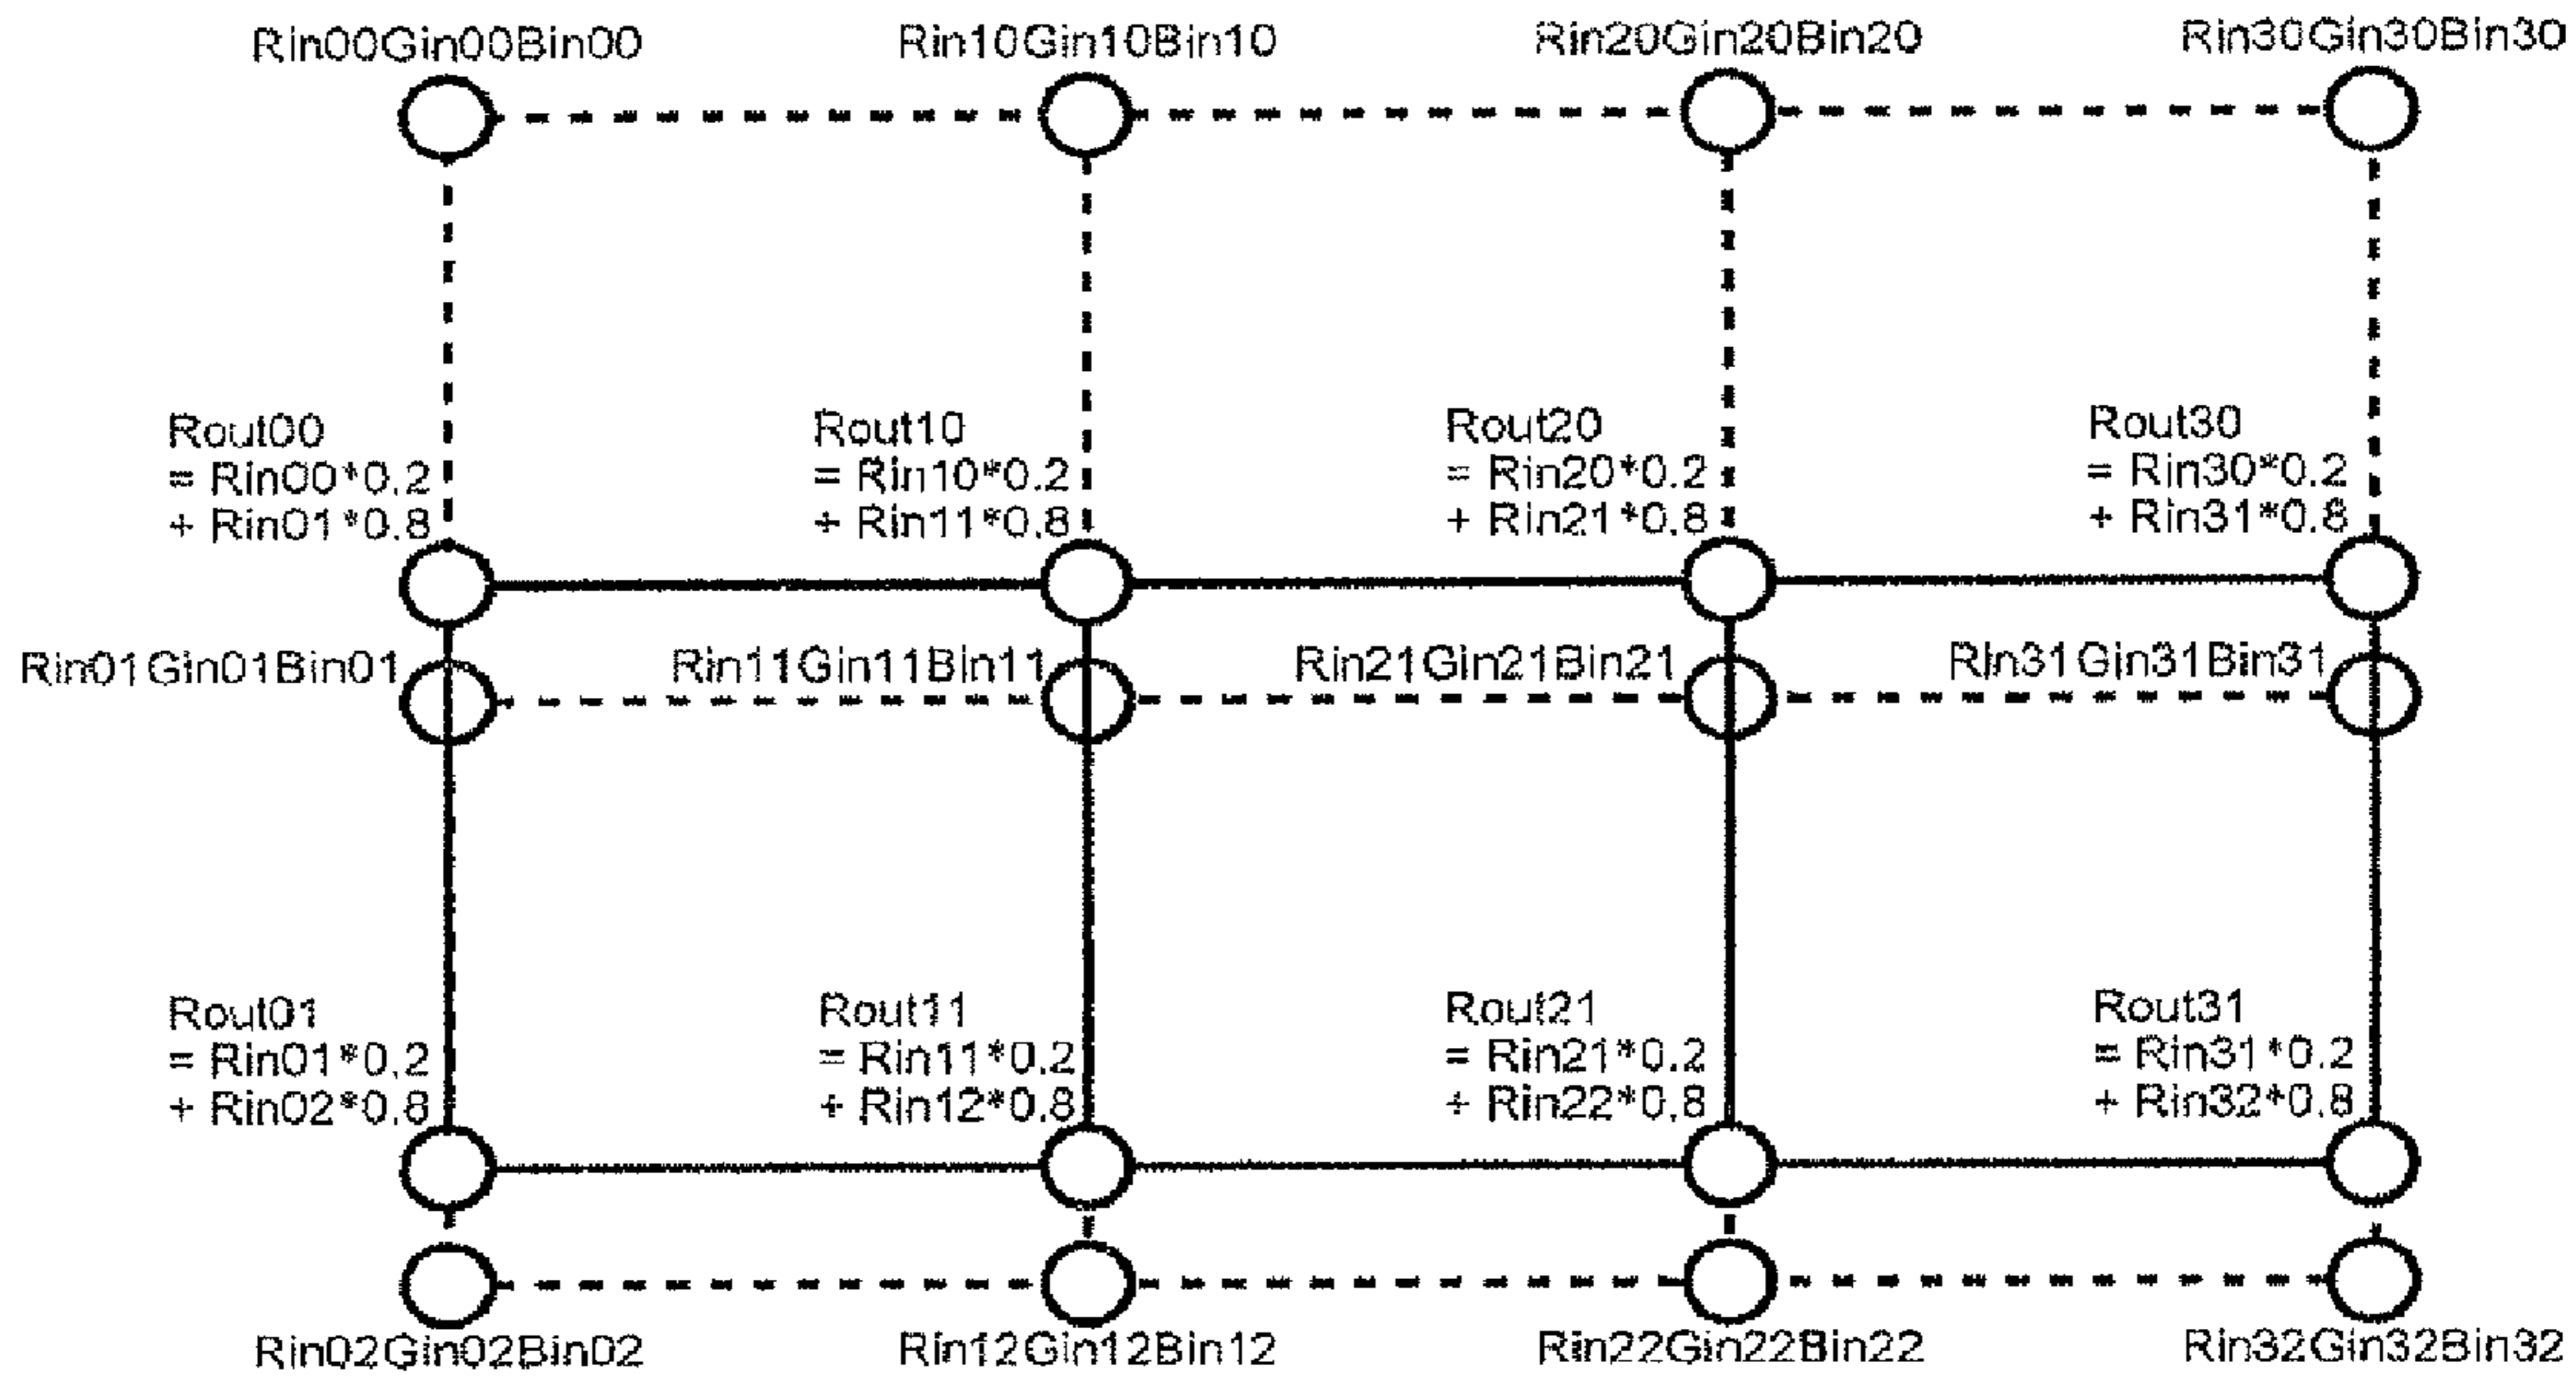 Rin00Gin00Bin00
Rin10Gin10Bin10
Rin20Gin20Bin20
Rin30Gin30Bin30
Rout00
= Rin00*0.2
+ Rin01*0.8
Rout10
= Rin10*0.2
+ Rin11*0.8
Rout20
= Rin20*0.2
+ Rin21*0.8
Rout30
= Rin30*0.2
+ Rin31*0.8
Rin01Gin01Bin01
Rin11Gin11Bin11
Rin21Gin21Bin21
Rin31Gin31Bin31
Rout01
= Rin01*0.2
+ Rin02*0.8
Rout11
= Rin11*0.2
+ Rin12*0.8
Rout21
= Rin21*0.2
+ Rin22*0.8
Rout31
= Rin31*0.2
+ Rin32*0.8
Rin02Gin02Bin02
Rin12Gin12Bin12
Rin22Gin22Bin22
Rin32Gin32Bin32